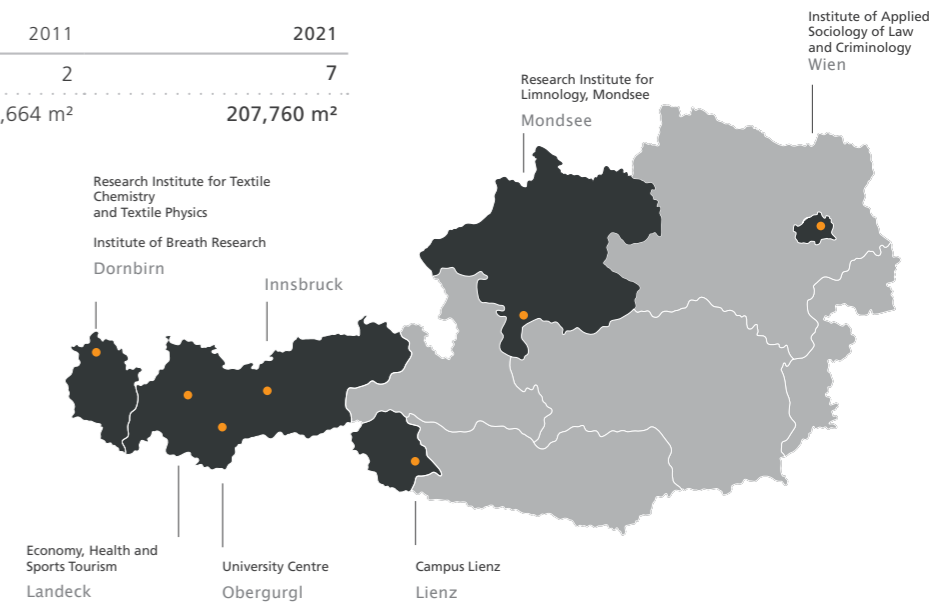 2011 2021
2 7
,664 m² 207,760 m²
Institute of Applied
Sociology of Law
and Criminology
Wien
Research Institute for
Limnology, Mondsee
Mondsee
Research Institute for Textile
Chemistry
and Textile Physics
Institute of Breath Research
Dornbirn
Innsbruck
Economy, Health and
Sports Tourism
Landeck
University Centre
Obergurgl
Campus Lienz
Lienz